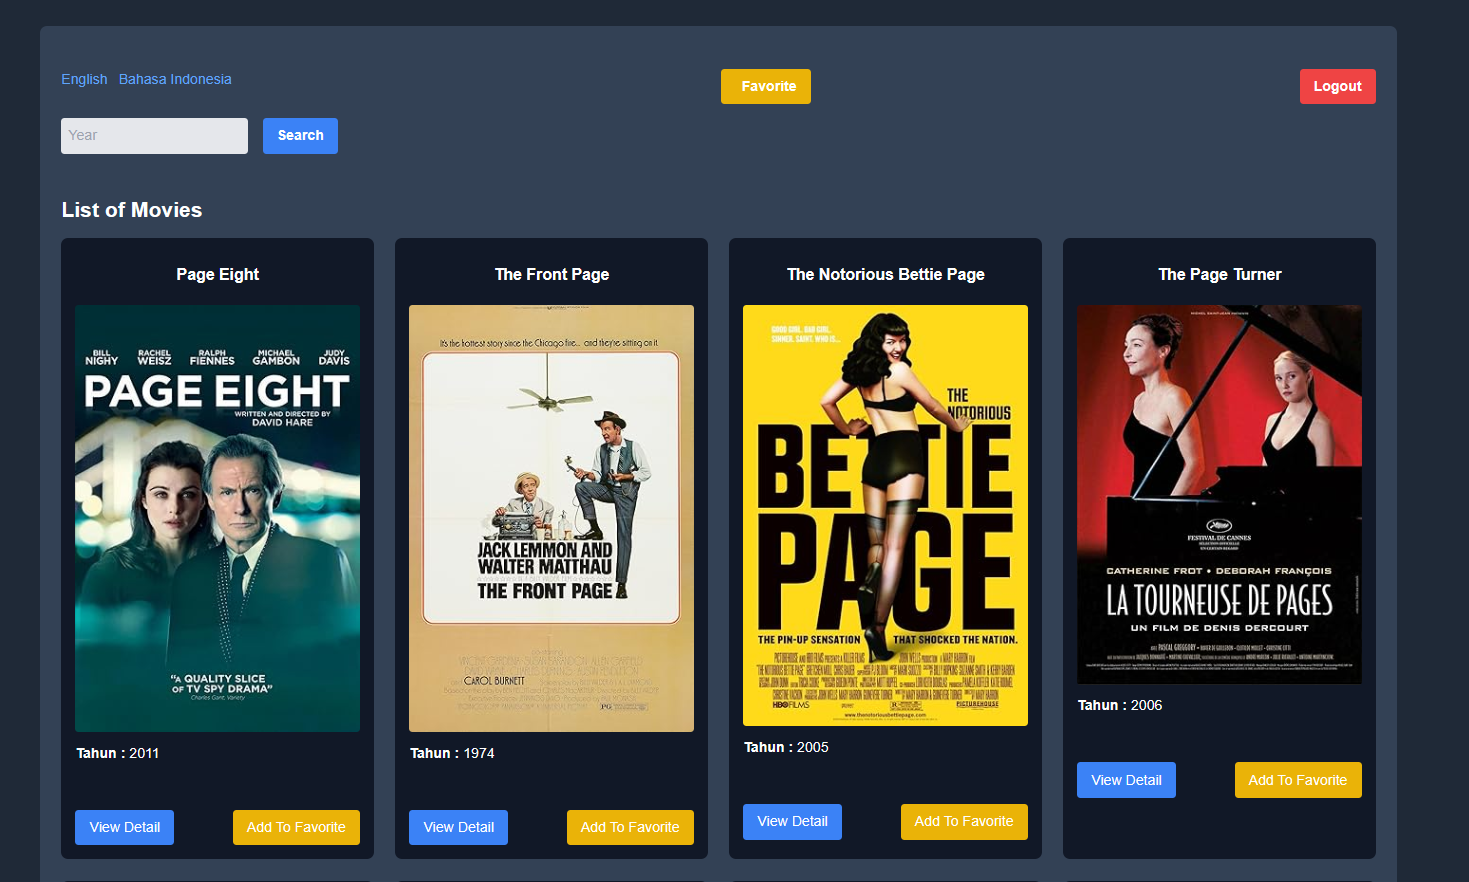 English Bahasa Indonesia
Favorite
Logout
Year
Search
List of Movies
Page Eight
BILL NIGHY
RACHEL WEISZ
RALPH FIENNES
MICHAEL GAMBON
JUDY DAVIS
PAGE EIGHT
WRITTEN AND DIRECTED BY
DAVID HARE
“A QUALITY SLICE
OF TV SPY DRAMA”
Charles Gant, Variety
Tahun : 2011
View Detail
Add To Favorite
The Front Page
It's the hottest story since the Chicago fire... and they're sitting on it.
JACK LEMMON AND
WALTER MATTHAU
THE FRONT PAGE
CAROL BURNETT
PG
Tahun : 1974
View Detail
Add To Favorite
The Notorious Bettie Page
GOOD GIRL. BAD GIRL.
SINNER. SAINT. WHO IS...
THE
NOTORIOUS
BETTIE
PAGE
THE PIN-UP SENSATION THAT SHOCKED THE NATION.
HBO FILMS
PICTUREHOUSE
www.thenotoriousbettiepage.com
Tahun : 2005
View Detail
Add To Favorite
The Page Turner
FESTIVAL DE CANNES
CATHERINE FROT • DEBORAH FRANÇOIS
LA TOURNEUSE DE PAGES
UN FILM DE DENIS DERCOURT
Tahun : 2006
View Detail
Add To Favorite